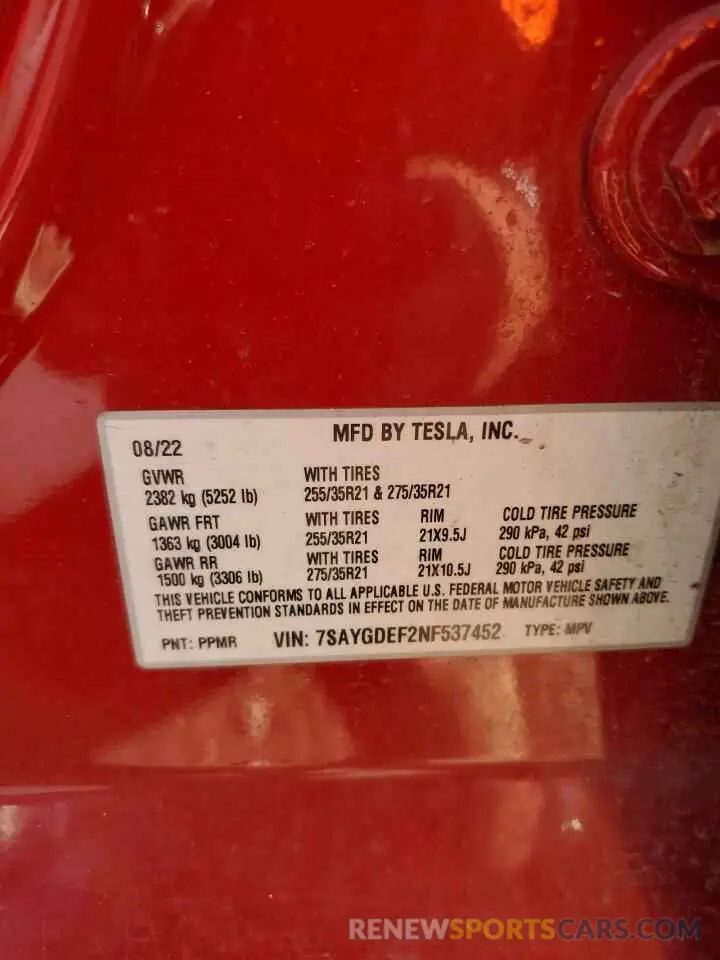 MFD BY TESLA, INC.
08/22
GVWR WITH TIRES
2382 kg (5252 lb) 255/35R21 & 275/35R21
GAWR FRT WITH TIRES RIM COLD TIRE PRESSURE
1363 kg (3004 lb) 255/35R21 21X9.5J 290 kPa, 42 psi
GAWR RR WITH TIRES RIM COLD TIRE PRESSURE
1500 kg (3306 lb) 275/35R21 21X10.5J 290 kPa, 42 psi
THIS VEHICLE CONFORMS TO ALL APPLICABLE U.S. FEDERAL MOTOR VEHICLE SAFETY AND
THEFT PREVENTION STANDARDS IN EFFECT ON THE DATE OF MANUFACTURE SHOWN ABOVE.
PNT: PPMR VIN: 7SAYGDEF2NF537452 TYPE: MPV
RENEWSPORTSCARS.COM